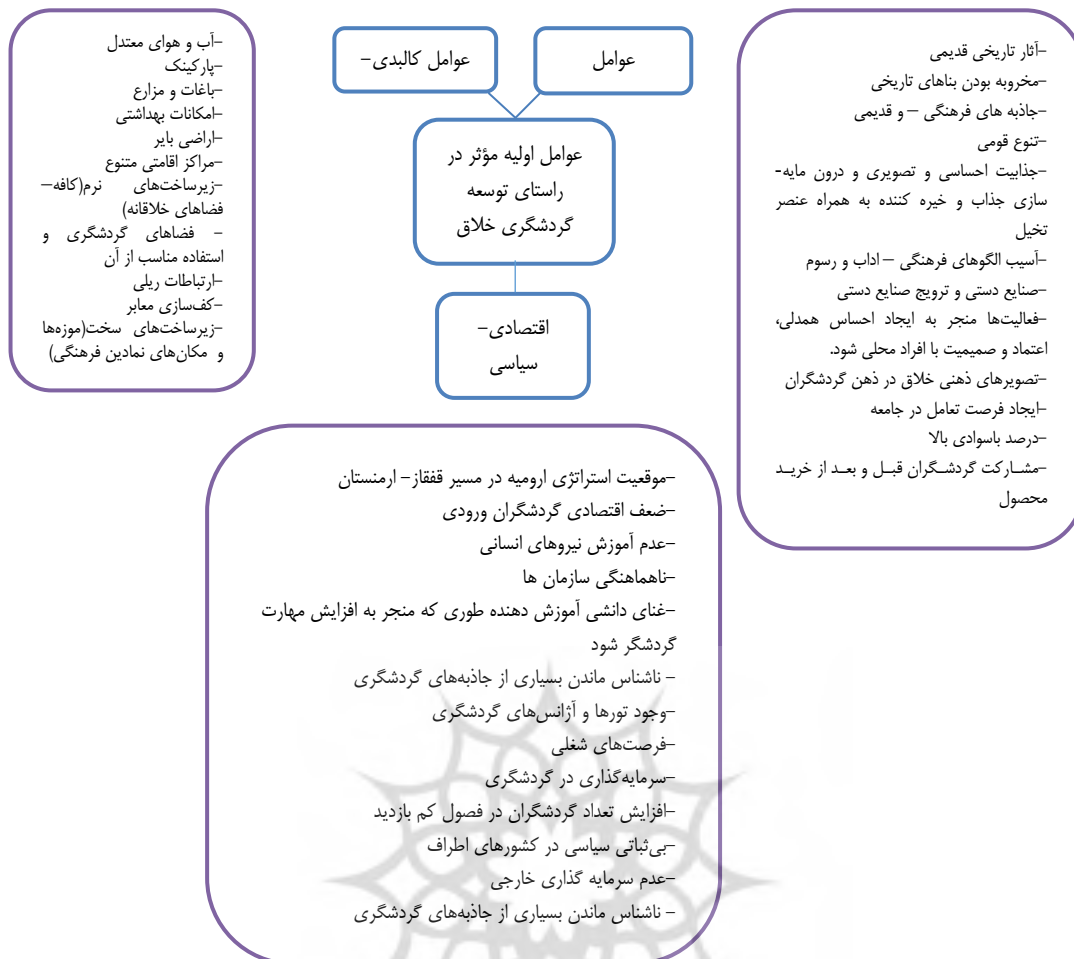 عوامل
عوامل کالبدی-
عوامل اولیه مؤثر در
راستای توسعه
گردشگری خلاق
اقتصادی-
سیاسی
-آثار تاریخی قدیمی
-مخروبه بودن بناهای تاریخی
-جاذبه های فرهنگی – و قدیمی
-تنوع قومی
-جذابیت احساسی و تصویری و درون مایه-
سازی جذاب و خیره کننده به همراه عنصر
تخیل
-آسیب الگوهای فرهنگی – اداب و رسوم
-صنایع دستی و ترویج صنایع دستی
-فعالیت‌ها منجر به ایجاد احساس همدلی،
اعتماد و صمیمیت با افراد محلی شود.
-تصویرهای ذهنی خلاق در ذهن گردشگران
-ایجاد فرصت تعامل در جامعه
-درصد باسوادی بالا
-مشارکت گردشگران قبل و بعد از خرید
محصول
-آب و هوای معتدل
-پارکینک
-باغات و مزارع
-امکانات بهداشتی
-اراضی بایر
-مراکز اقامتی متنوع
-زیرساخت‌های نرم(کافه–
فضاهای خلاقانه)
- فضاهای گردشگری و
استفاده مناسب از آن
-ارتباطات ریلی
-کف‌سازی معابر
-زیرساخت‌های سخت(موزه‌ها
و مکان‌های نمادین فرهنگی)
-موقعیت استراتژی ارومیه در مسیر قفقاز- ارمنستان
-ضعف اقتصادی گردشگران ورودی
-عدم آموزش نیروهای انسانی
-ناهماهنگی سازمان ها
-غنای دانشی آموزش دهنده طوری که منجر به افزایش مهارت
گردشگر شود
- ناشناس ماندن بسیاری از جاذبه‌های گردشگری
-وجود تورها و آژانس‌های گردشگری
-فرصت‌های شغلی
-سرمایه‌گذاری در گردشگری
-افزایش تعداد گردشگران در فصول کم بازدید
-بی‌ثباتی سیاسی در کشورهای اطراف
-عدم سرمایه گذاری خارجی
- ناشناس ماندن بسیاری از جاذبه‌های گردشگری